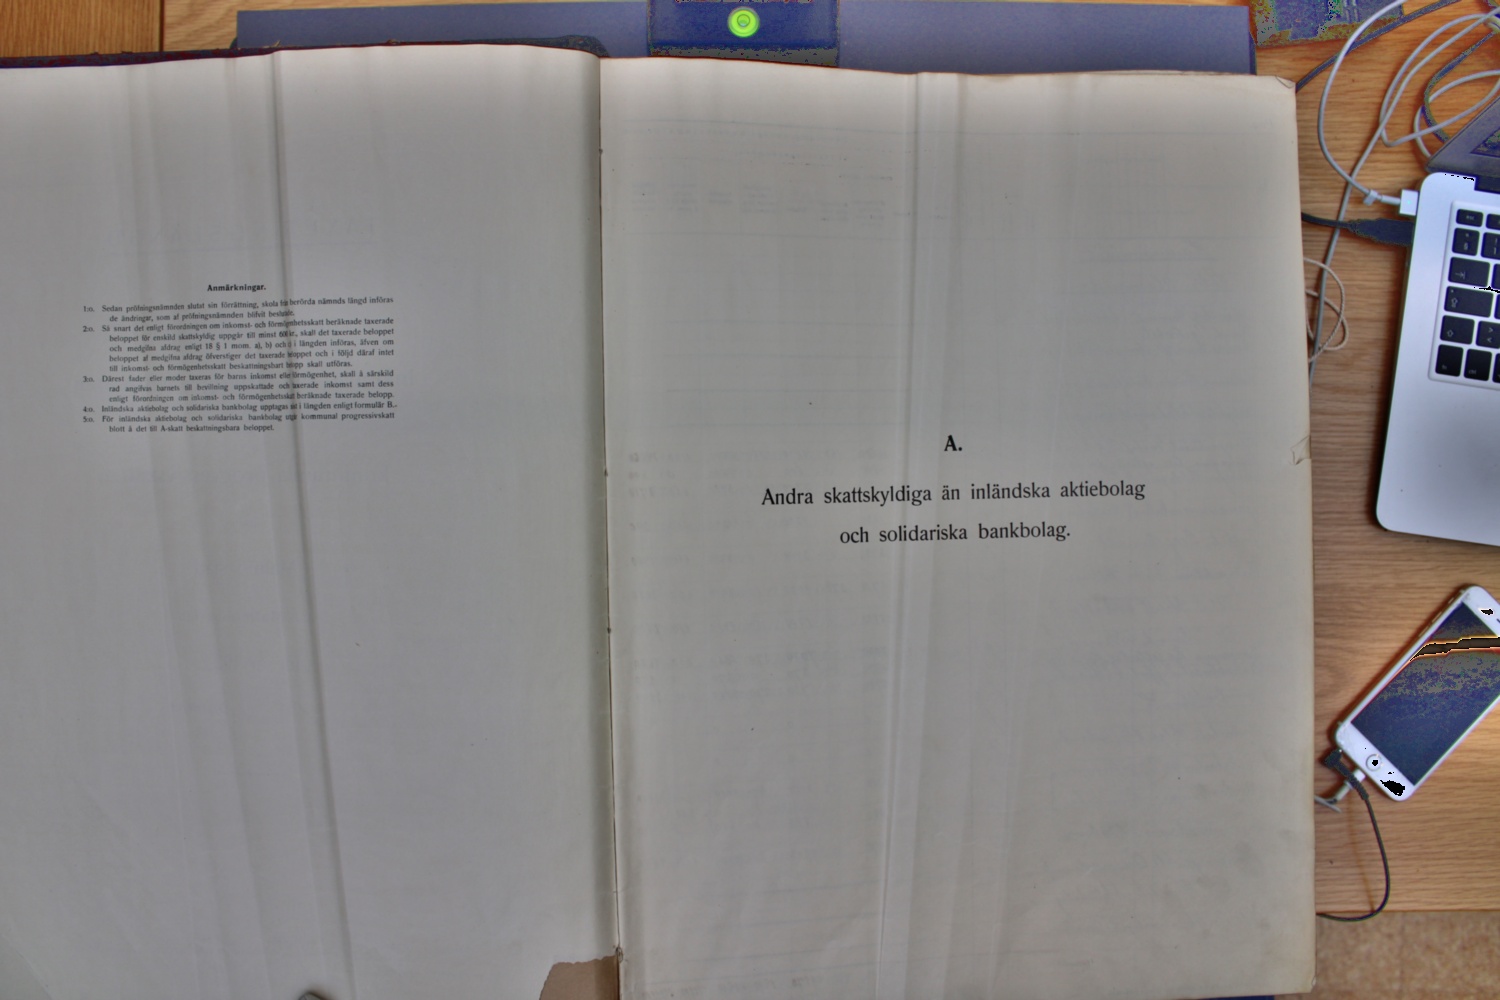 Anmärkningar.
1:o. Sedan pröfningsnämnden slutat sin förrättning, skola för berörda nämnds längd införas
de ändringar, som af pröfningsnämnden blifvit beslutade.
2:o. Så snart det enligt förordningen om inkomst- och förmögenhetsskatt beräknade taxerade
beloppet för enskild skattskyldig uppgår till minst kr., skall det taxerade beloppet
och medgifna afdrag enligt 18 § 1 mom. a), b) och i längden införas, äfven om
beloppet af medgifna afdrag öfverstiger det taxerade beloppet och i följd däraf intet
till inkomst- och förmögenhetsskatt beskattningsbart belopp skall utföras.
3:o. Därest fader eller moder taxeras för barns inkomst eller förmögenhet, skall å särskild
rad angifvas barnets till bevillning uppskattade och taxerade inkomst samt dess
enligt förordningen om inkomst- och förmögenhetsskatt beräknade taxerade belopp.
4:o. Inländska aktiebolag och solidariska bankbolag upptagas i längden enligt formulär B.
5:o. För inländska aktiebolag och solidariska bankbolag utgår kommunal progressivskatt
blott å det till A-skatt beskattningsbara beloppet.
A.
Andra skattskyldiga än inländska aktiebolag
och solidariska bankbolag.